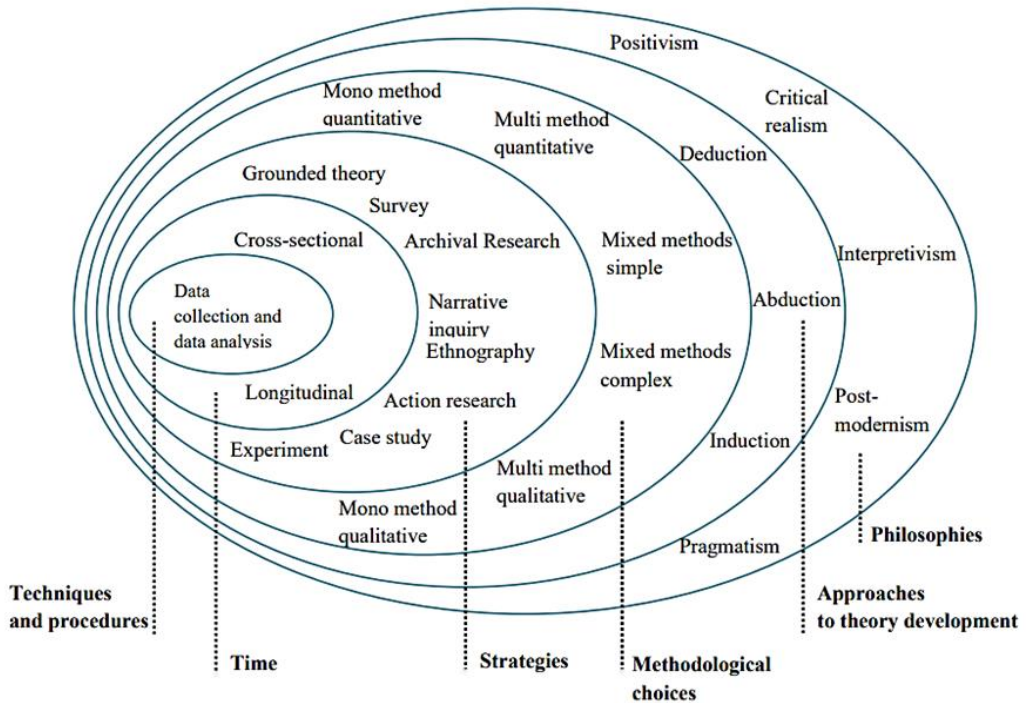 Positivism
Critical
realism
Mono method
quantitative
Multi method
quantitative
Deduction
Grounded theory
Survey
Cross-sectional
Archival Research
Mixed methods
simple
Interpretivism
Data
collection and
data analysis
Narrative
inquiry
Ethnography
Abduction
Mixed methods
complex
Longitudinal
Action research
Post-
modernism
Experiment
Case study
Induction
Multi method
qualitative
Mono method
qualitative
Pragmatism
Philosophies
Techniques
and procedures
Approaches
to theory development
Time
Strategies
Methodological
choices